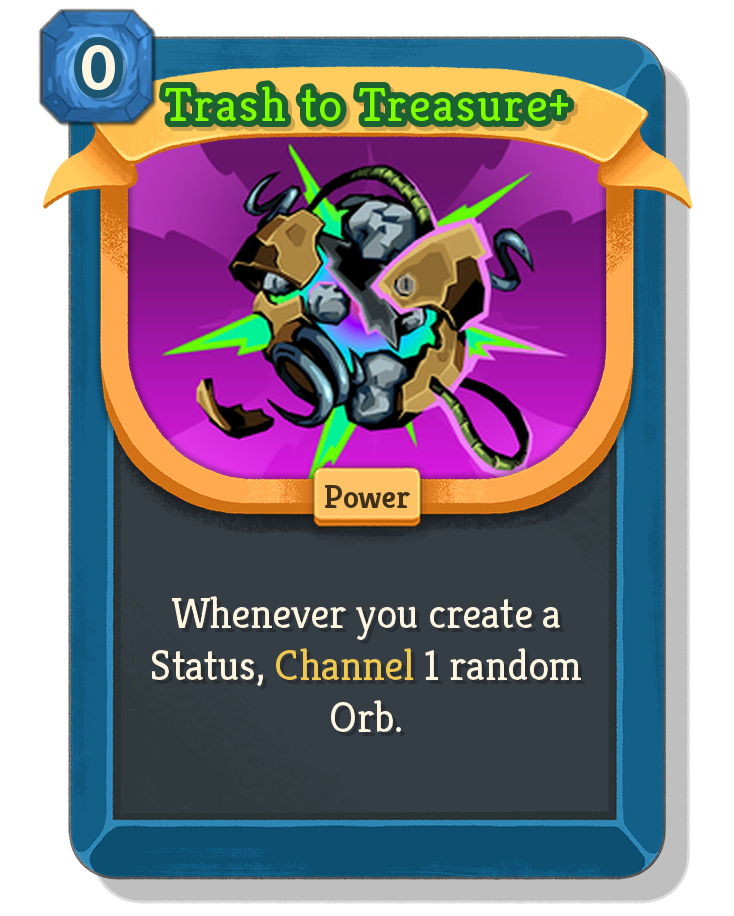 0
Trash to Treasure+
Power
Whenever you create a
Status, Channel 1 random
Orb.